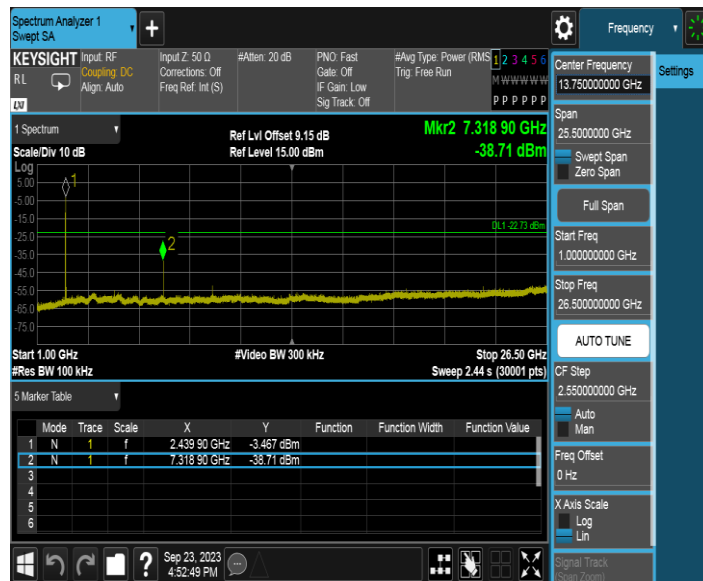 Spectrum Analyzer 1
Swept SA
+
Frequency
KEYSIGHT
RL
LXI
Input: RF
Coupling: DC
Align: Auto
Input Z: 50 Ω
Corrections: Off
Freq Ref: Int (S)
#Atten: 20 dB
PNO: Fast
Gate: Off
IF Gain: Low
Sig Track: Off
#Avg Type: Power (RMS
Trig: Free Run
1 2 3 4 5 6
M W W W W W
P P P P P P
1 Spectrum
Scale/Div 10 dB
Ref Lvl Offset 9.15 dB
Ref Level 15.00 dBm
Mkr2 7.318 90 GHz
-38.71 dBm
Log
5.00
-5.00
-15.0
-25.0
-35.0
-45.0
-55.0
-65.0
-75.0
1
2
DL1 -22.73 dBm
Start 1.00 GHz
#Video BW 300 kHz
Stop 26.50 GHz
#Res BW 100 kHz
Sweep 2.44 s (30001 pts)
5 Marker Table
Mode Trace Scale X Y Function Function Width Function Value
1 N 1 f 2.439 90 GHz -3.467 dBm
2 N 1 f 7.318 90 GHz -38.71 dBm
3
4
5
6
?
Sep 23, 2023
4:52:49 PM
Settings
Center Frequency
13.750000000 GHz
Span
25.5000000 GHz
Swept Span
Zero Span
Full Span
Start Freq
1.000000000 GHz
Stop Freq
26.500000000 GHz
AUTO TUNE
CF Step
2.550000000 GHz
Auto
Man
Freq Offset
0 Hz
X Axis Scale
Log
Lin
Signal Track
(Span Zoom)